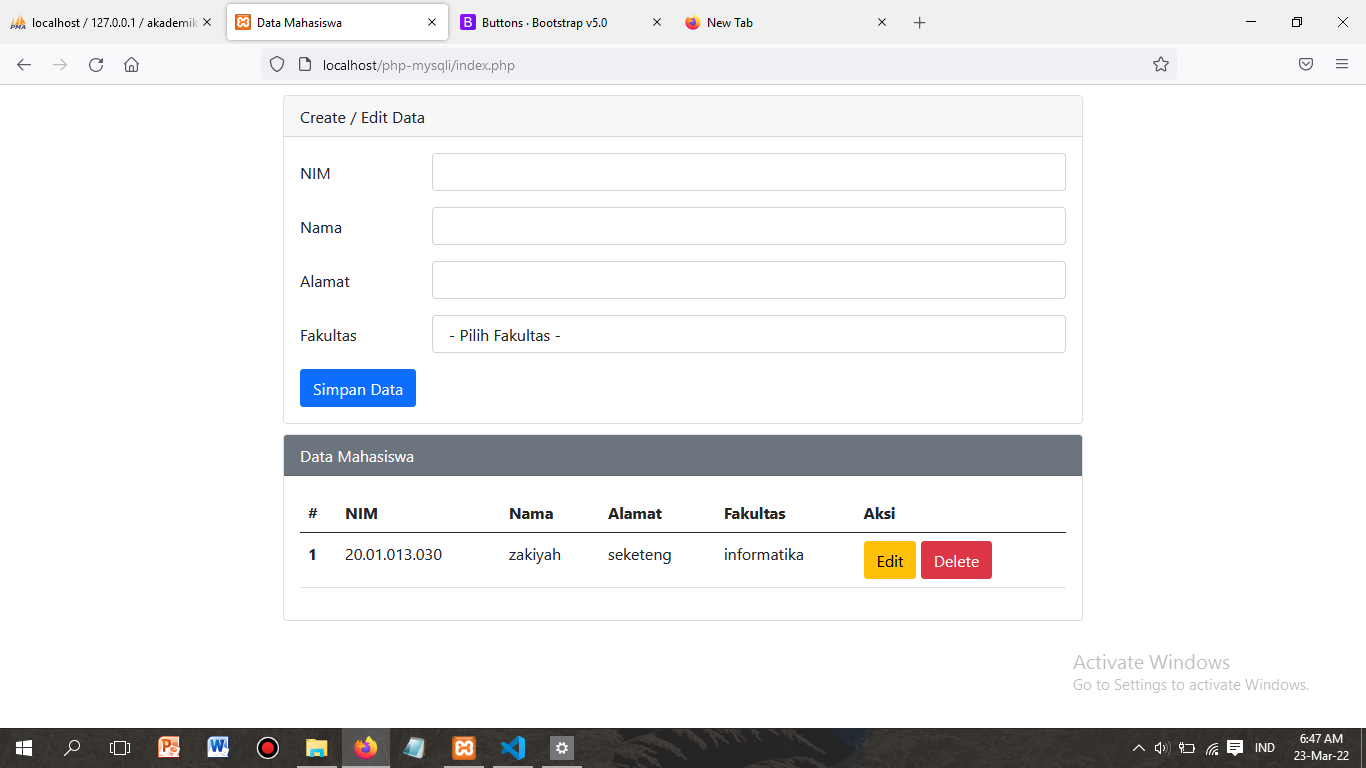 localhost / 127.0.0.1 / akademik
Data Mahasiswa
Buttons · Bootstrap v5.0
New Tab
localhost/php-mysqli/index.php
Create / Edit Data
NIM
Nama
Alamat
Fakultas
- Pilih Fakultas -
Simpan Data
Data Mahasiswa
# NIM Nama Alamat Fakultas Aksi
1 20.01.013.030 zakiyah seketeng informatika Edit Delete
Activate Windows
Go to Settings to activate Windows.
IND
6:47 AM
23-Mar-22